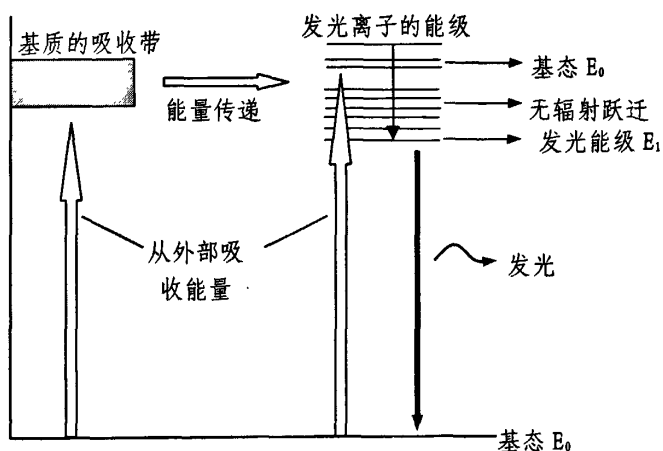 发光离子的能级
基质的吸收带
基态 E₀
能量传递
无辐射跃迁
发光能级 E₁
从外部吸
收能量
发光
基态 E₀